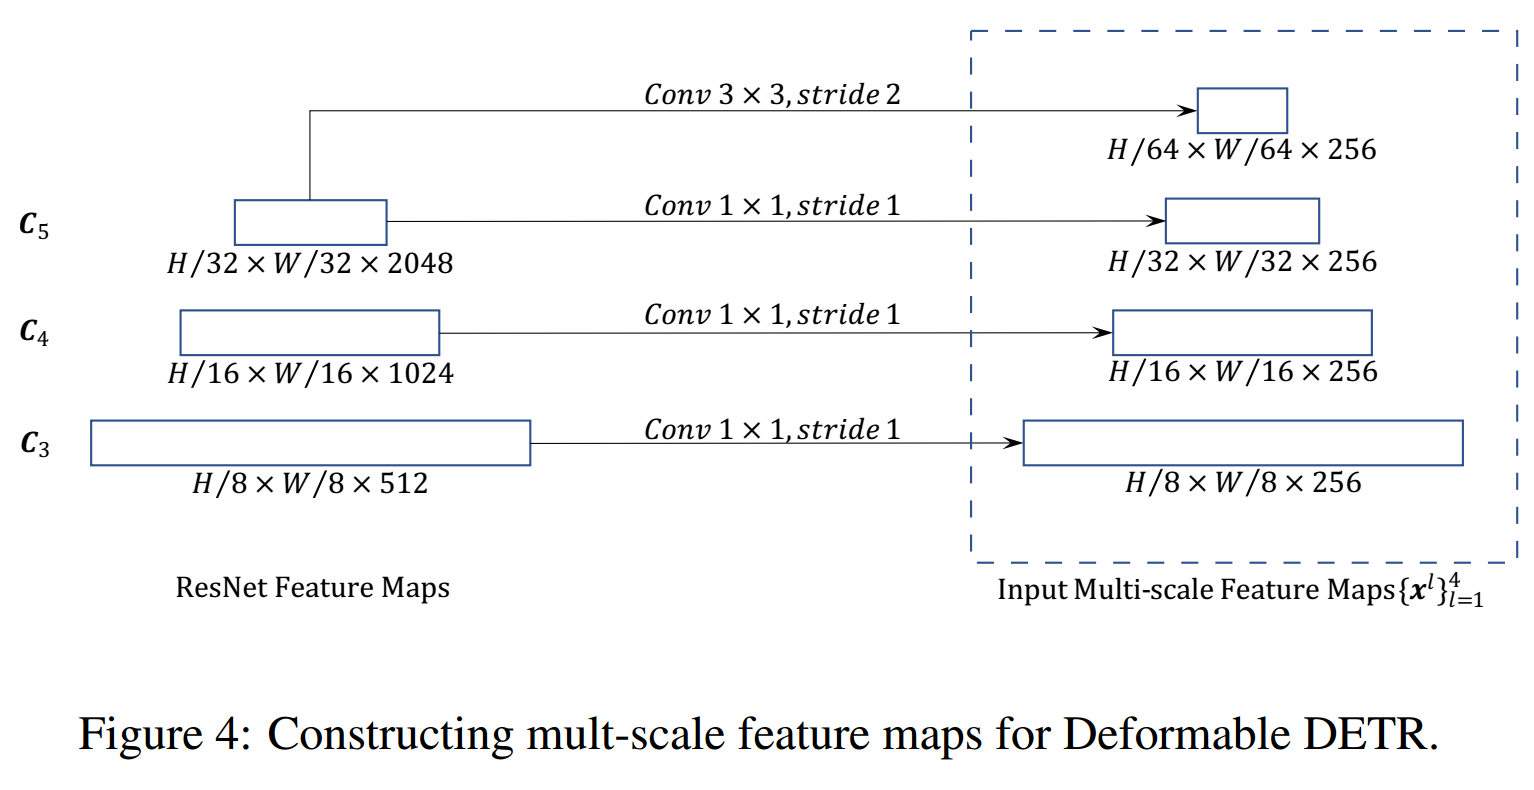 Conv 3 × 3, stride 2
H/64 × W/64 × 256
C₅
Conv 1 × 1, stride 1
H/32 × W/32 × 2048
H/32 × W/32 × 256
C₄
Conv 1 × 1, stride 1
H/16 × W/16 × 1024
H/16 × W/16 × 256
C₃
Conv 1 × 1, stride 1
H/8 × W/8 × 512
H/8 × W/8 × 256
ResNet Feature Maps
Input Multi-scale Feature Maps{xˡ}⁴ₗ₌₁
Figure 4: Constructing mult-scale feature maps for Deformable DETR.